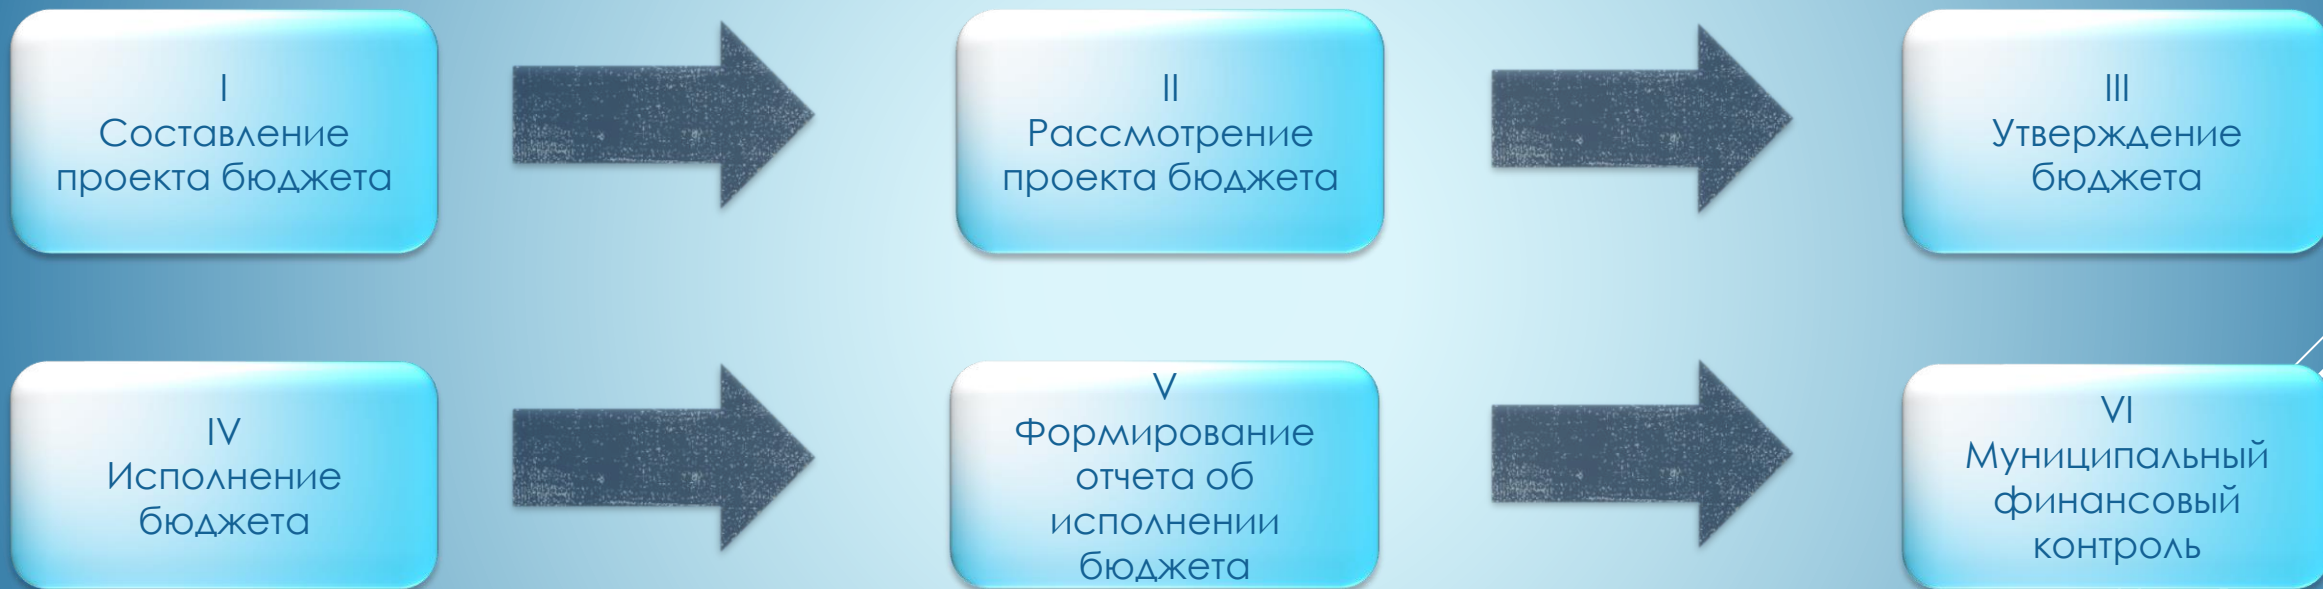 I
Составление
проекта бюджета
II
Рассмотрение
проекта бюджета
III
Утверждение
бюджета
IV
Исполнение
бюджета
V
Формирование
отчета об
исполнении
бюджета
VI
Муниципальный
финансовый
контроль